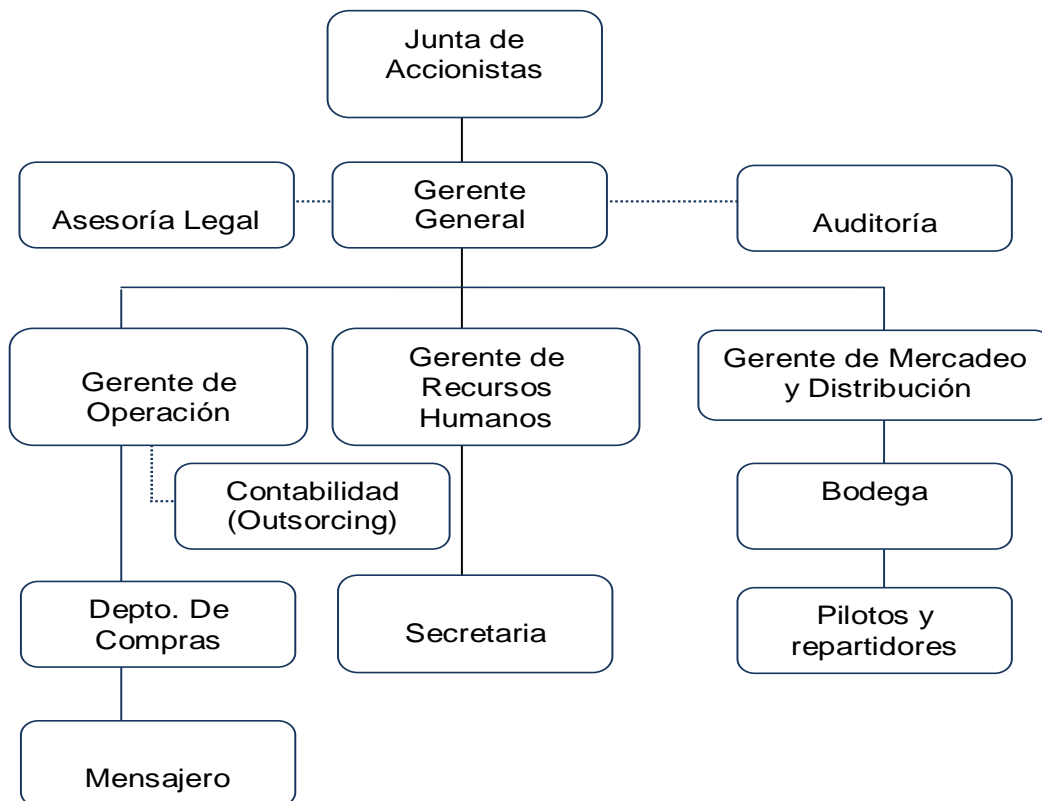 Junta de
Accionistas
Asesoría Legal
Gerente
General
Auditoría
Gerente de
Operación
Gerente de
Recursos
Humanos
Gerente de Mercadeo
y Distribución
Contabilidad
(Outsorcing)
Bodega
Depto. De
Compras
Secretaria
Pilotos y
repartidores
Mensajero